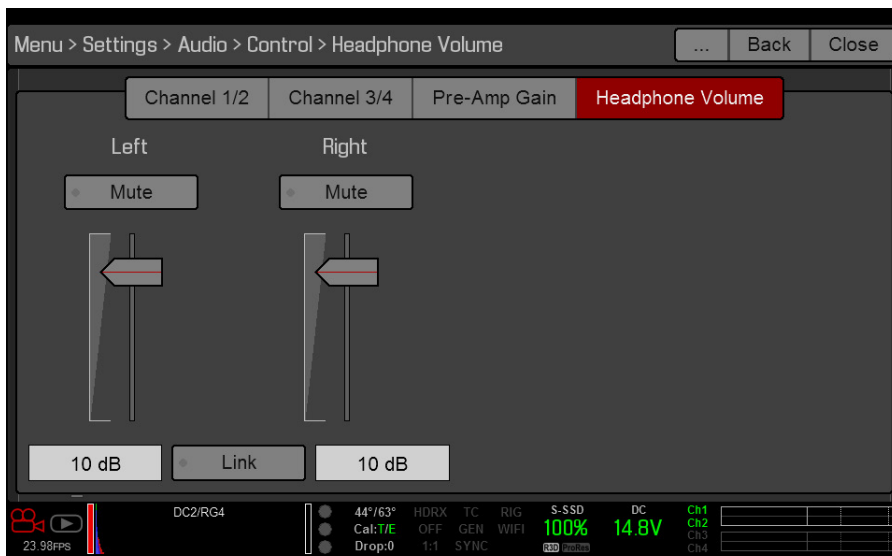 Menu > Settings > Audio > Control > Headphone Volume ... Back Close
Channel 1/2 Channel 3/4 Pre-Amp Gain Headphone Volume
Left Right
Mute Mute
10 dB Link 10 dB
DC2/RG4 44°/63° HDRX TC RIG S-SSD DC Ch1
Cal:T/E OFF GEN WIFI 100% 14.8V Ch2
23.98FPS Drop:0 1:1 SYNC R3D ProRes Ch3
Ch4